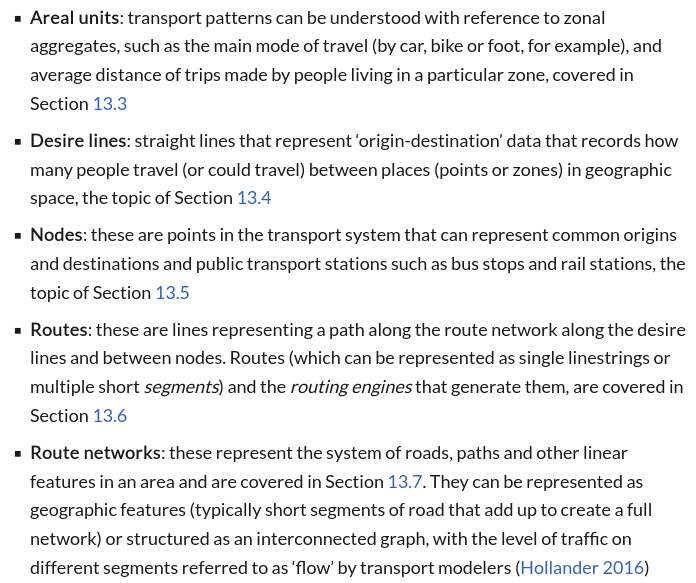 ▪ Areal units: transport patterns can be understood with reference to zonal
aggregates, such as the main mode of travel (by car, bike or foot, for example), and
average distance of trips made by people living in a particular zone, covered in
Section 13.3
▪ Desire lines: straight lines that represent ‘origin-destination’ data that records how
many people travel (or could travel) between places (points or zones) in geographic
space, the topic of Section 13.4
▪ Nodes: these are points in the transport system that can represent common origins
and destinations and public transport stations such as bus stops and rail stations, the
topic of Section 13.5
▪ Routes: these are lines representing a path along the route network along the desire
lines and between nodes. Routes (which can be represented as single linestrings or
multiple short segments) and the routing engines that generate them, are covered in
Section 13.6
▪ Route networks: these represent the system of roads, paths and other linear
features in an area and are covered in Section 13.7. They can be represented as
geographic features (typically short segments of road that add up to create a full
network) or structured as an interconnected graph, with the level of traffic on
different segments referred to as ‘flow’ by transport modelers (Hollander 2016)